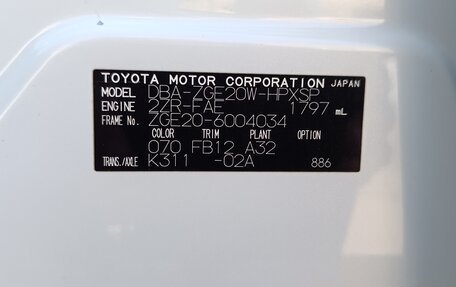 TOYOTA MOTOR CORPORATION JAPAN
MODEL DBA-ZGE20W-HPXSP
ENGINE 2ZR-FAE 1797 mL
FRAME No. ZGE20-6004034
COLOR TRIM PLANT OPTION
070 FB12 A32
TRANS./AXLE K311 -02A 886